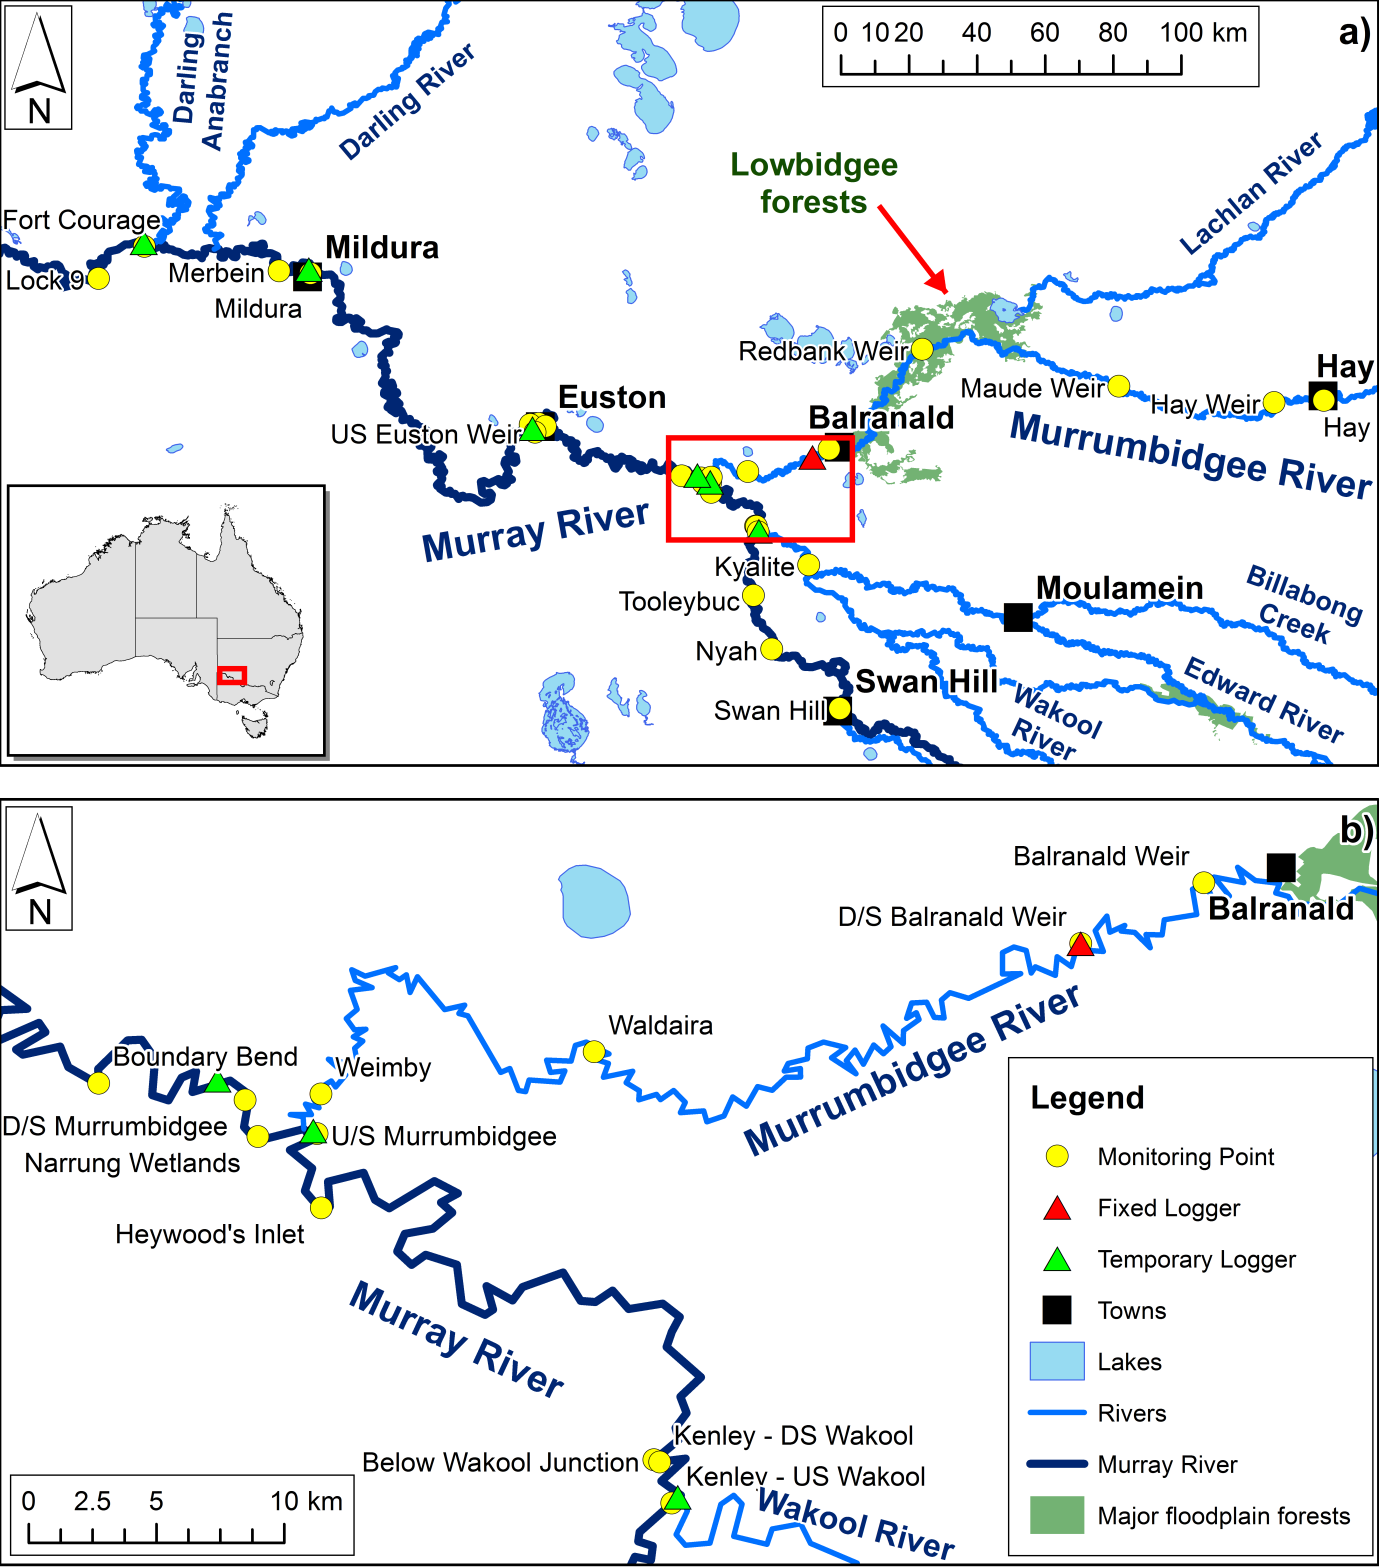 N
Darling
Anabranch
Darling River
0 10 20 40 60 80 100 km
a)
Lowbidgee
forests
Lachlan River
Fort Courage
Lock 9
Merbein
Mildura
Mildura
Redbank Weir
Maude Weir
Hay
Hay Weir
Hay
Euston
US Euston Weir
Balranald
Murrumbidgee River
Murray River
Kyalite
Tooleybuc
Nyah
Moulamein
Billabong
Creek
Swan Hill
Swan Hill
Wakool
River
Edward River
N
b)
Balranald Weir
Balranald
D/S Balranald Weir
Murrumbidgee River
Waldaira
Boundary Bend
Weimby
D/S Murrumbidgee
U/S Murrumbidgee
Narrung Wetlands
Heywood's Inlet
Murray River
Kenley - DS Wakool
Below Wakool Junction
Kenley - US Wakool
Wakool River
0 2.5 5 10 km
Legend
Monitoring Point
Fixed Logger
Temporary Logger
Towns
Lakes
Rivers
Murray River
Major floodplain forests